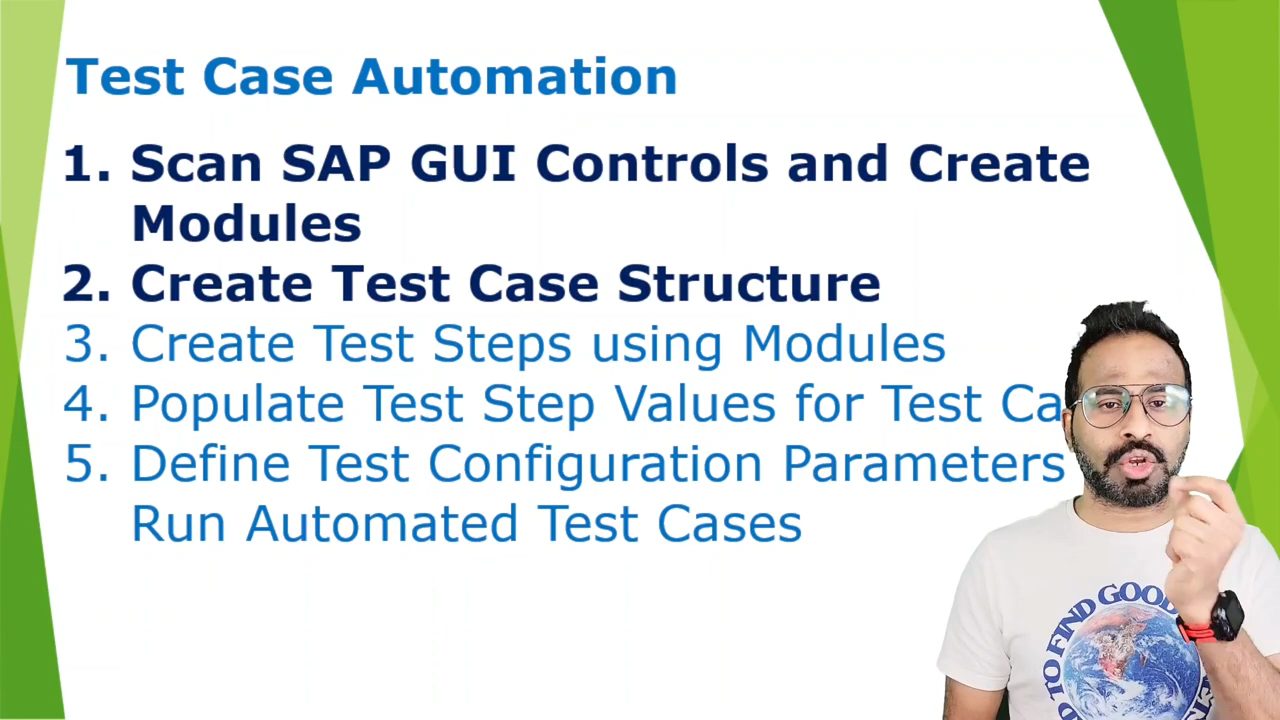 Test Case Automation
1. Scan SAP GUI Controls and Create
Modules
2. Create Test Case Structure
3. Create Test Steps using Modules
4. Populate Test Step Values for Test Ca
5. Define Test Configuration Parameters
Run Automated Test Cases
TO FIND GOOD